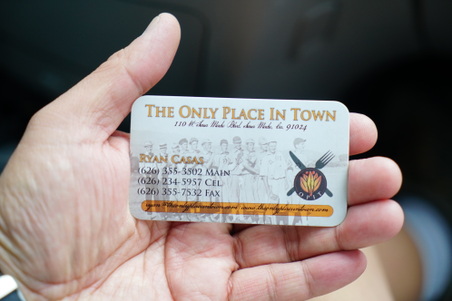 THE ONLY PLACE IN TOWN
110 W Sierra Madre Blvd, Sierra Madre, Ca. 91024
RYAN CASAS
(626) 355-3502 MAIN
(626) 234-5957 CEL
(626) 355-7532 FAX